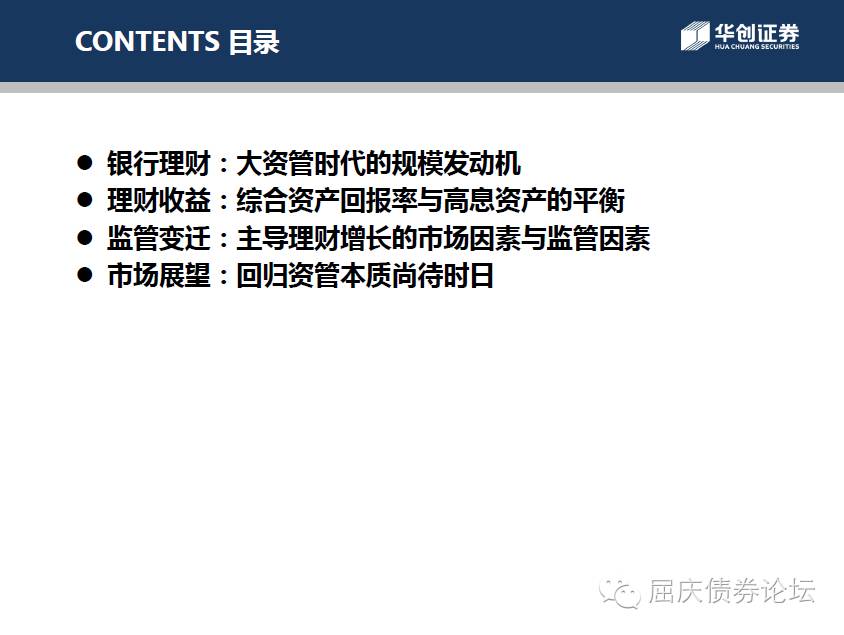 CONTENTS 目录
华创证券
HUA CHUANG SECURITIES
● 银行理财：大资管时代的规模发动机
● 理财收益：综合资产回报率与高息资产的平衡
● 监管变迁：主导理财增长的市场因素与监管因素
● 市场展望：回归资管本质尚待时日
屈庆债券论坛